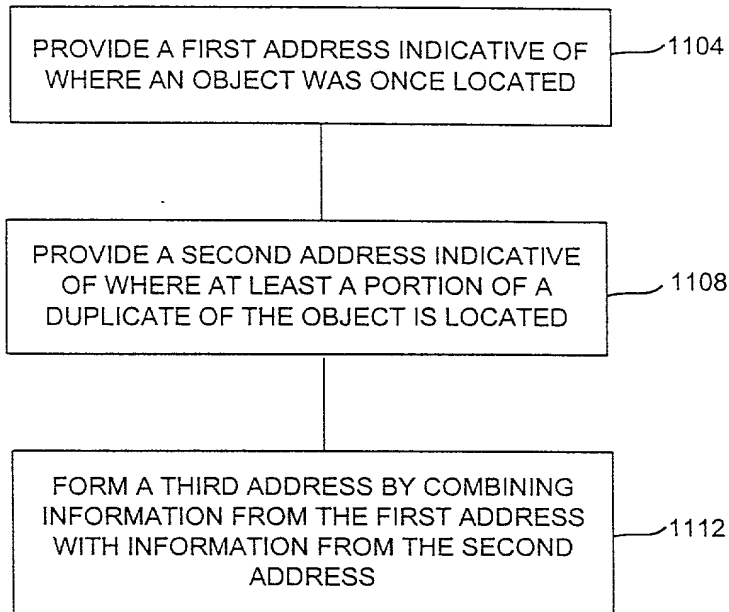 PROVIDE A FIRST ADDRESS INDICATIVE OF
WHERE AN OBJECT WAS ONCE LOCATED
1104
PROVIDE A SECOND ADDRESS INDICATIVE
OF WHERE AT LEAST A PORTION OF A
DUPLICATE OF THE OBJECT IS LOCATED
1108
FORM A THIRD ADDRESS BY COMBINING
INFORMATION FROM THE FIRST ADDRESS
WITH INFORMATION FROM THE SECOND
ADDRESS
1112